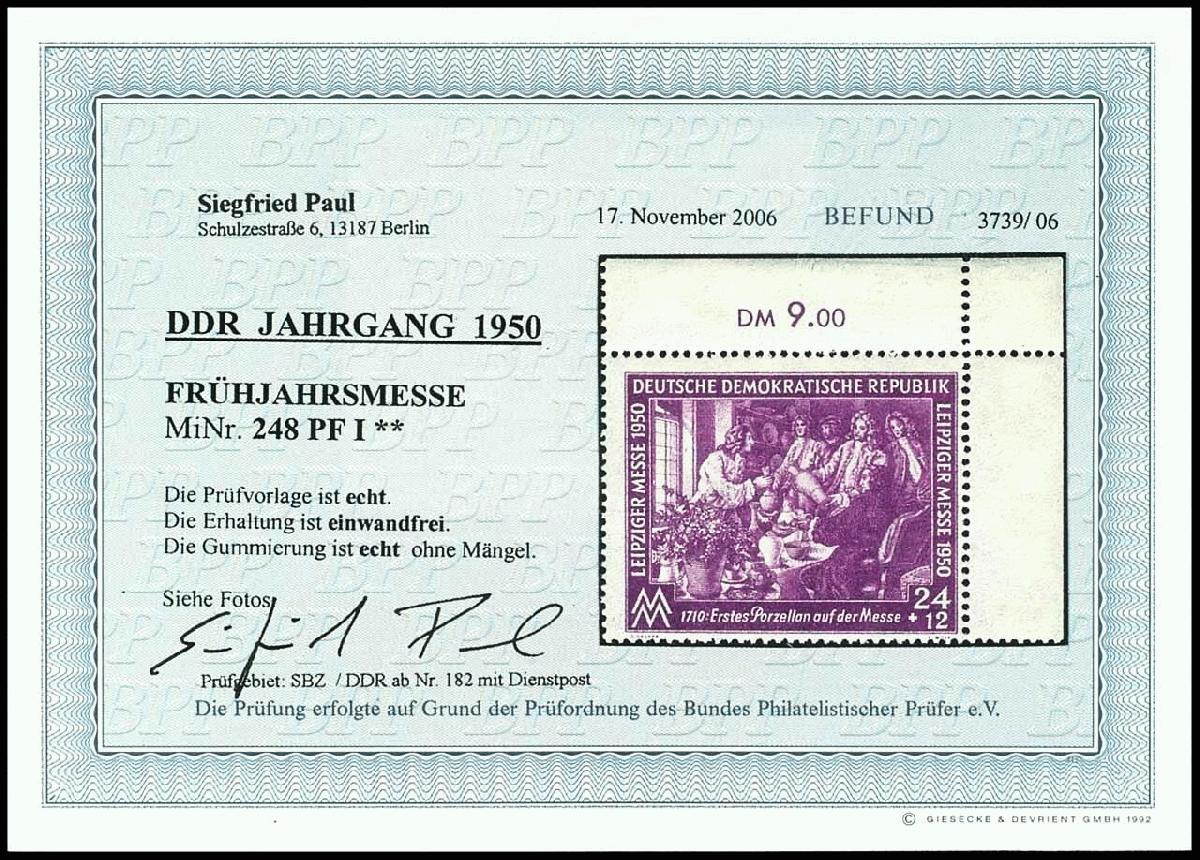 Siegfried Paul
Schulzestraße 6, 13187 Berlin
17. November 2006 BEFUND 3739/06
DDR JAHRGANG 1950
FRÜHJAHRSMESSE
MiNr. 248 PF I **
Die Prüfvorlage ist echt.
Die Erhaltung ist einwandfrei.
Die Gummierung ist echt ohne Mängel.
Siehe Fotos
DM 9.00
DEUTSCHE DEMOKRATISCHE REPUBLIK
LEIPZIGER MESSE 1950
LEIPZIGER MESSE 1950
1710: Erstes Porzellan auf der Messe
24
+ 12
Prüfgebiet: SBZ / DDR ab Nr. 182 mit Dienstpost
Die Prüfung erfolgte auf Grund der Prüfordnung des Bundes Philatelistischer Prüfer e.V.
© GIESECKE & DEVRIENT GMBH 1992